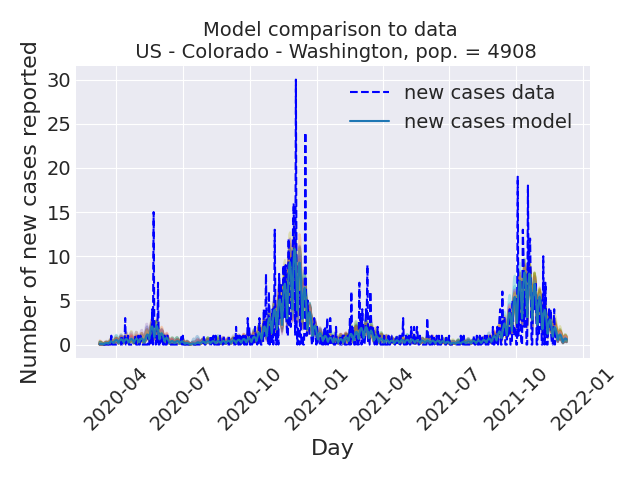 Model comparison to data
US - Colorado - Washington, pop. = 4908
Number of new cases reported
30
25
20
15
10
5
0
new cases data
new cases model
2020-04
2020-07
2020-10
2021-01
2021-04
2021-07
2021-10
2022-01
Day